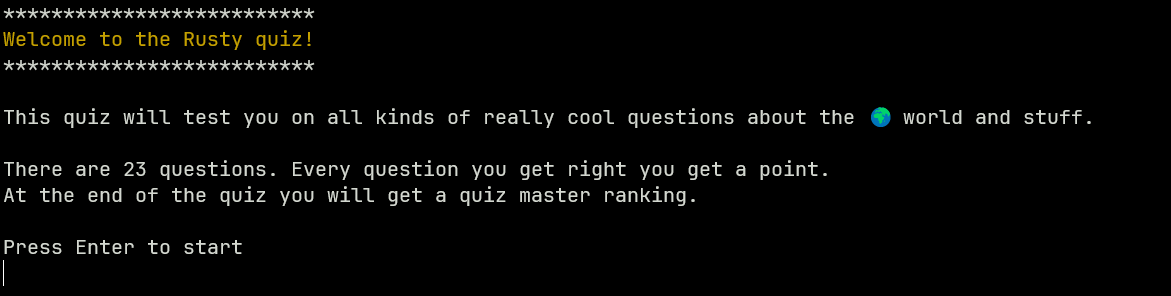 **************************
Welcome to the Rusty quiz!
**************************
This quiz will test you on all kinds of really cool questions about the 🌍 world and stuff.
There are 23 questions. Every question you get right you get a point.
At the end of the quiz you will get a quiz master ranking.
Press Enter to start